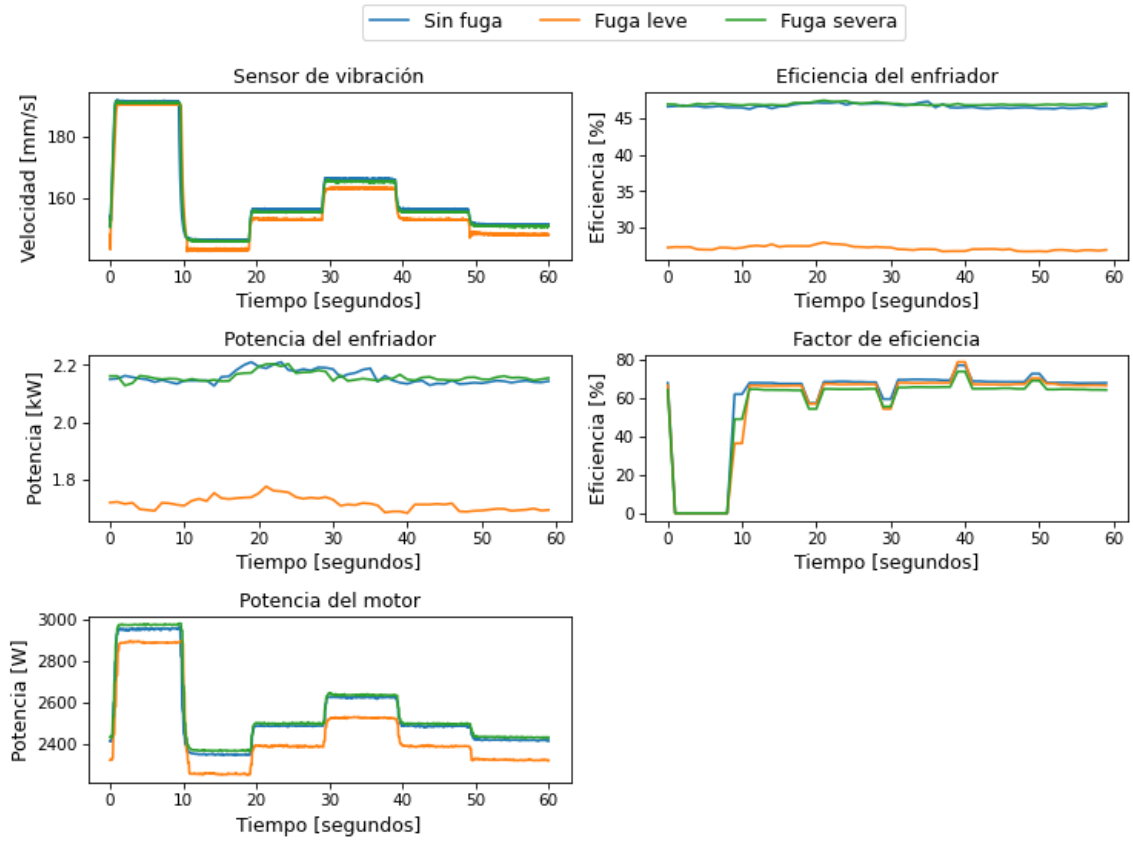 Sin fuga Fuga leve Fuga severa
Sensor de vibración
Velocidad [mm/s]
180
160
0 10 20 30 40 50 60
Tiempo [segundos]
Eficiencia del enfriador
Eficiencia [%]
45
40
35
30
0 10 20 30 40 50 60
Tiempo [segundos]
Potencia del enfriador
Potencia [kW]
2.2
2.0
1.8
0 10 20 30 40 50 60
Tiempo [segundos]
Factor de eficiencia
Eficiencia [%]
80
60
40
20
0
0 10 20 30 40 50 60
Tiempo [segundos]
Potencia del motor
Potencia [W]
3000
2800
2600
2400
0 10 20 30 40 50 60
Tiempo [segundos]